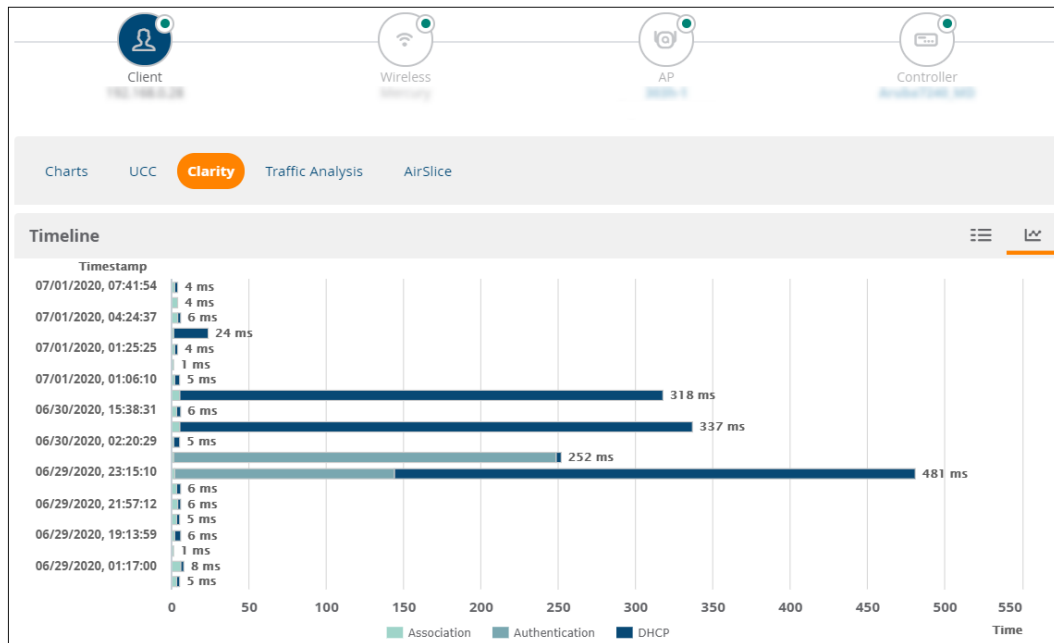 Client Wireless AP Controller
Charts UCC Clarity Traffic Analysis AirSlice
Timeline
Timestamp
07/01/2020, 07:41:54 4 ms
4 ms
07/01/2020, 04:24:37 6 ms
24 ms
07/01/2020, 01:25:25 4 ms
1 ms
07/01/2020, 01:06:10 5 ms
318 ms
06/30/2020, 15:38:31 6 ms
337 ms
06/30/2020, 02:20:29 5 ms
252 ms
06/29/2020, 23:15:10 481 ms
6 ms
06/29/2020, 21:57:12 6 ms
5 ms
06/29/2020, 19:13:59 6 ms
1 ms
06/29/2020, 01:17:00 8 ms
5 ms
0 50 100 150 200 250 300 350 400 450 500 550
Time
Association Authentication DHCP